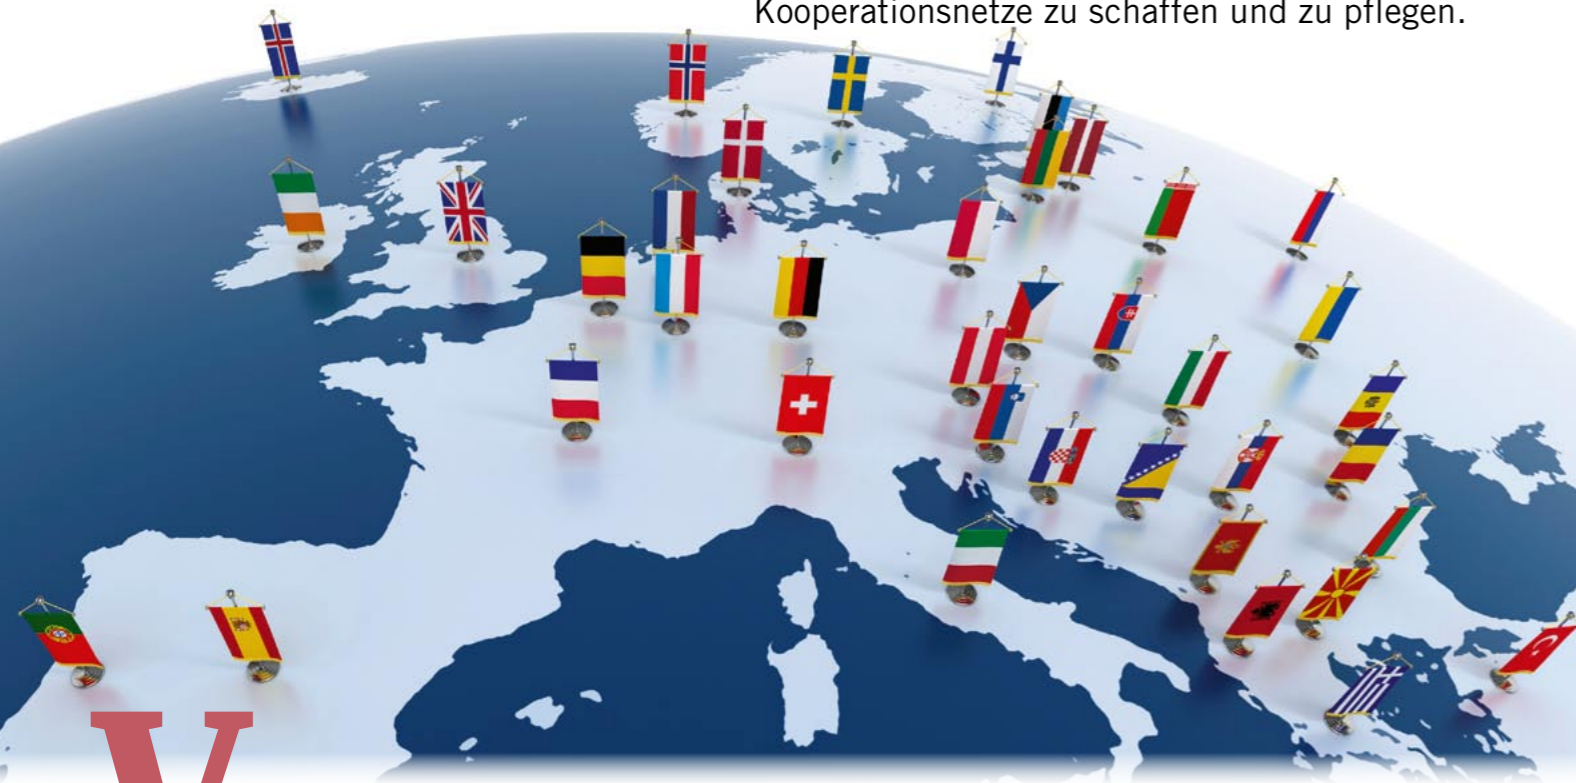 Kooperationsnetze zu schaffen und zu pflegen.
V